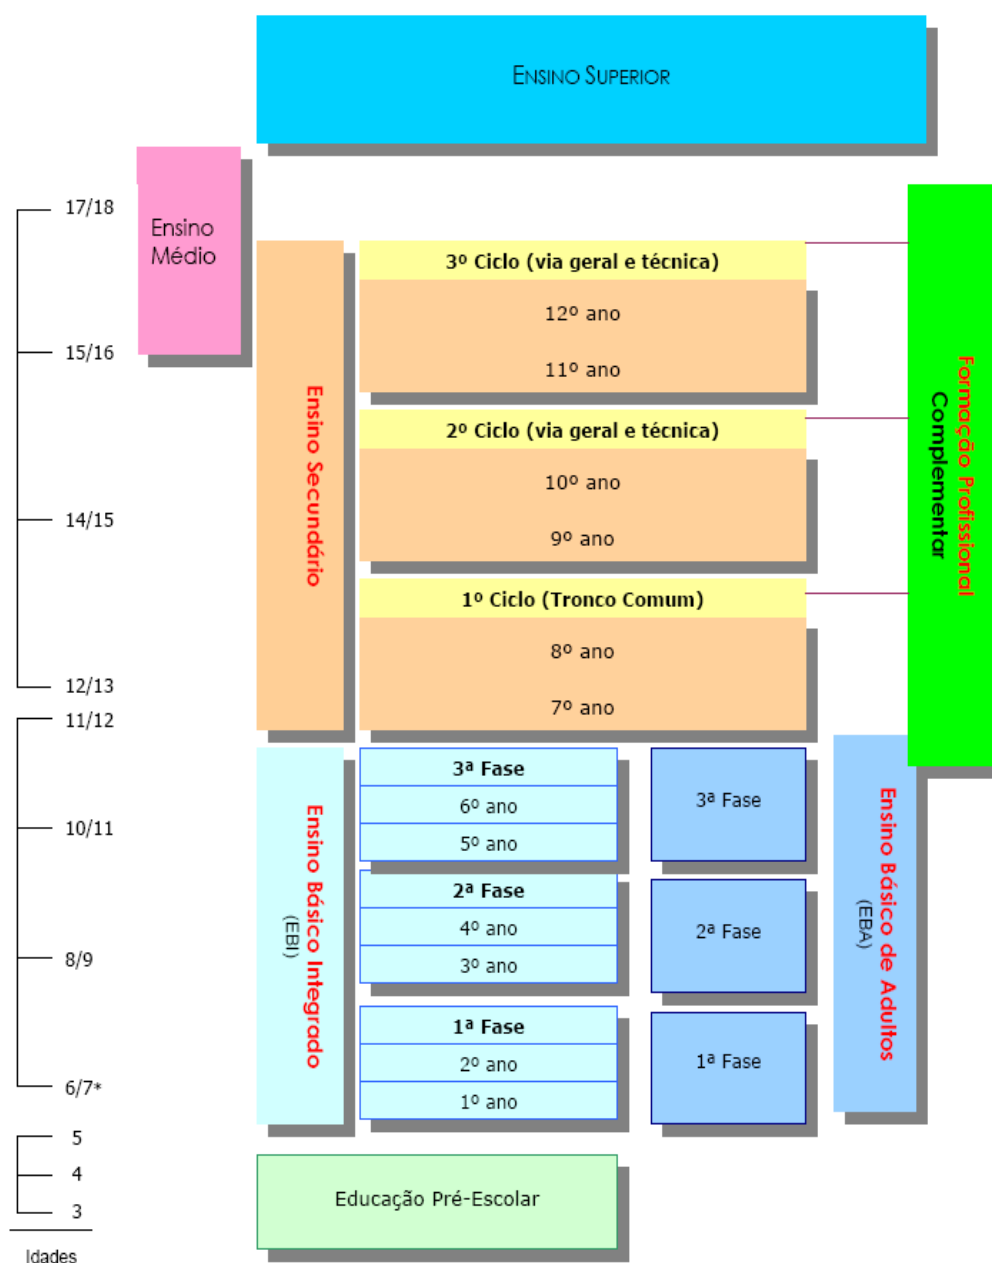 ENSINO SUPERIOR
Ensino
Médio
17/18
15/16
14/15
12/13
11/12
10/11
8/9
6/7*
5
4
3
Idades
Ensino Secundário
3º Ciclo (via geral e técnica)
12º ano
11º ano
2º Ciclo (via geral e técnica)
10º ano
9º ano
1º Ciclo (Tronco Comum)
8º ano
7º ano
Formação Profissional
Complementar
Ensino Básico Integrado
(EBI)
3ª Fase
6º ano
5º ano
2ª Fase
4º ano
3º ano
1ª Fase
2º ano
1º ano
3ª Fase
2ª Fase
1ª Fase
Ensino Básico de Adultos
(EBA)
Educação Pré-Escolar